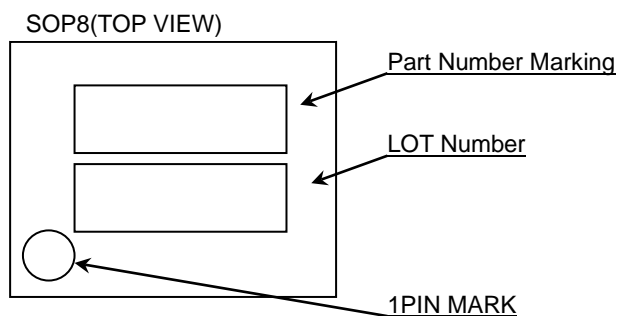 SOP8(TOP VIEW)
Part Number Marking
LOT Number
1PIN MARK